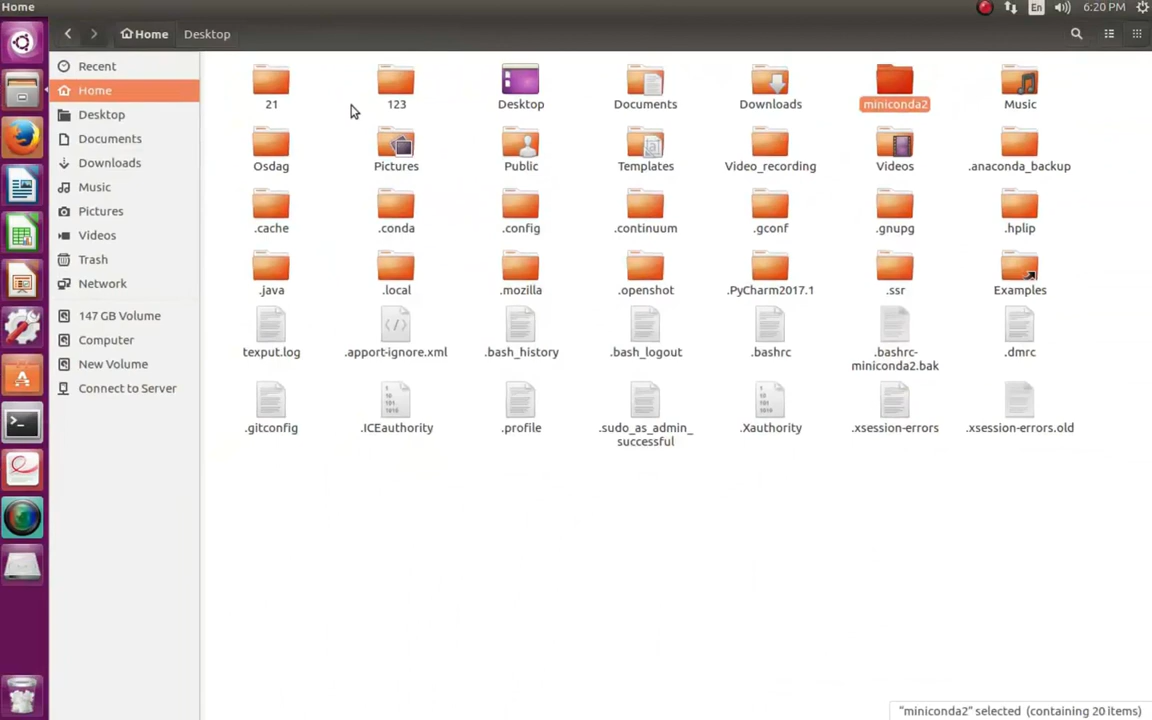 Home
En
6:20 PM
Home
Desktop
Recent
Home
Desktop
Documents
Downloads
Music
Pictures
Videos
Trash
Network
147 GB Volume
Computer
New Volume
Connect to Server
21
123
Desktop
Documents
Downloads
miniconda2
Music
Osdag
Pictures
Public
Templates
Video_recording
Videos
.anaconda_backup
.cache
.conda
.config
.continuum
.gconf
.gnupg
.hplip
.java
.local
.mozilla
.openshot
.PyCharm2017.1
.ssr
Examples
texput.log
.apport-ignore.xml
.bash_history
.bash_logout
.bashrc
.bashrc-
miniconda2.bak
.dmrc
.gitconfig
.ICEauthority
.profile
.sudo_as_admin_
successful
.Xauthority
.xsession-errors
.xsession-errors.old
"miniconda2" selected (containing 20 items)